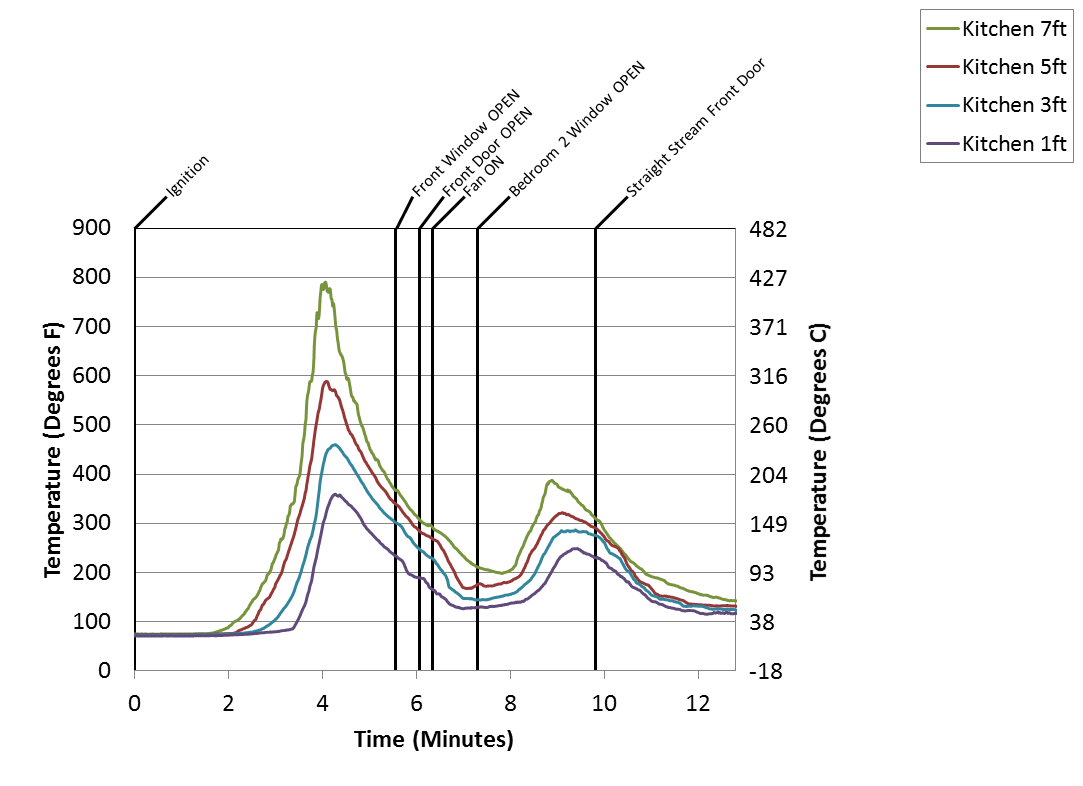 Kitchen 7ft
Kitchen 5ft
Kitchen 3ft
Kitchen 1ft
Ignition
Front Window OPEN
Front Door OPEN
Fan ON
Bedroom 2 Window OPEN
Straight Stream Front Door
900
800
700
600
500
400
300
200
100
0
Temperature (Degrees F)
482
427
371
316
260
204
149
93
38
-18
Temperature (Degrees C)
0 2 4 6 8 10 12
Time (Minutes)